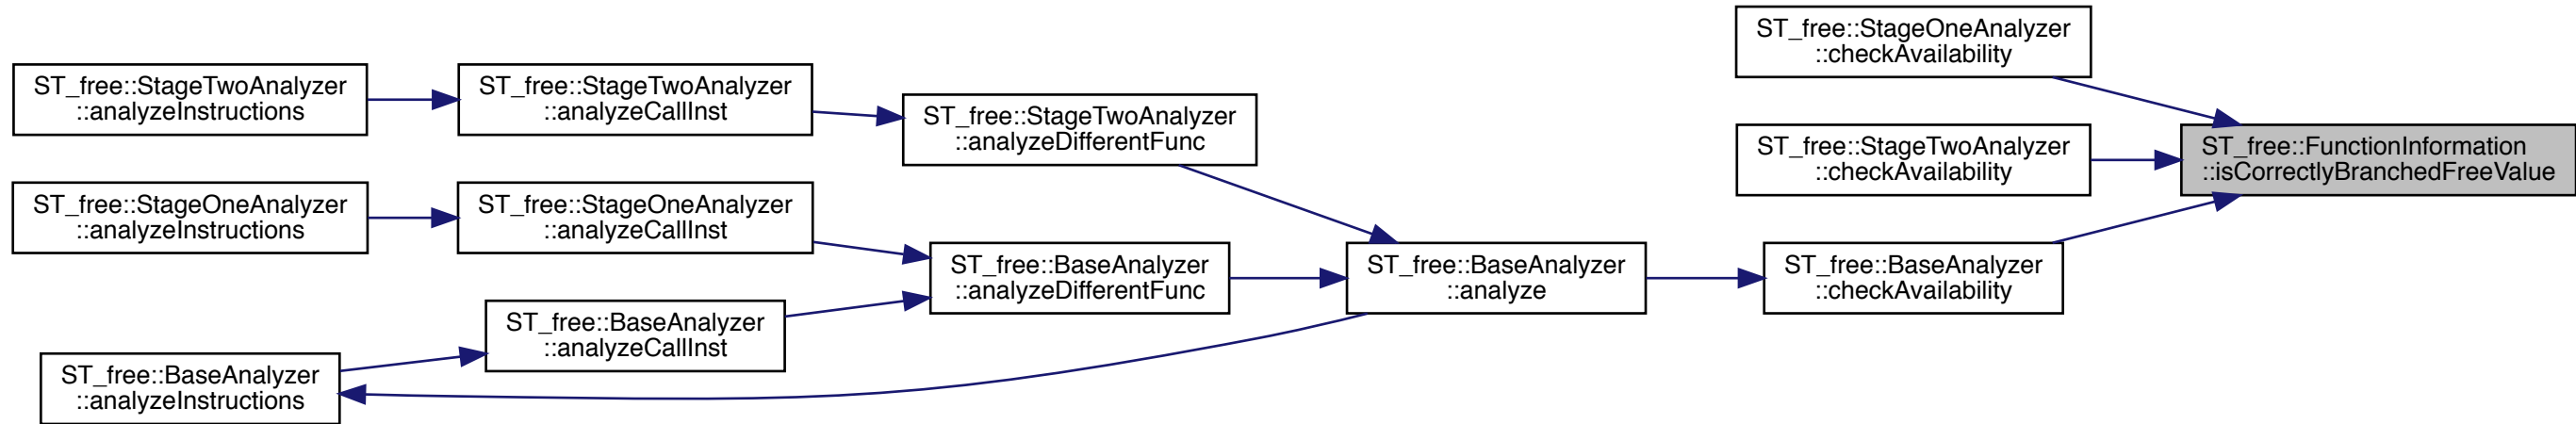 ST_free::StageTwoAnalyzer
::analyzeInstructions
ST_free::StageTwoAnalyzer
::analyzeCallInst
ST_free::StageTwoAnalyzer
::analyzeDifferentFunc
ST_free::StageOneAnalyzer
::analyzeInstructions
ST_free::StageOneAnalyzer
::analyzeCallInst
ST_free::BaseAnalyzer
::analyzeDifferentFunc
ST_free::BaseAnalyzer
::analyzeCallInst
ST_free::BaseAnalyzer
::analyzeInstructions
ST_free::BaseAnalyzer
::analyze
ST_free::StageOneAnalyzer
::checkAvailability
ST_free::StageTwoAnalyzer
::checkAvailability
ST_free::BaseAnalyzer
::checkAvailability
ST_free::FunctionInformation
::isCorrectlyBranchedFreeValue